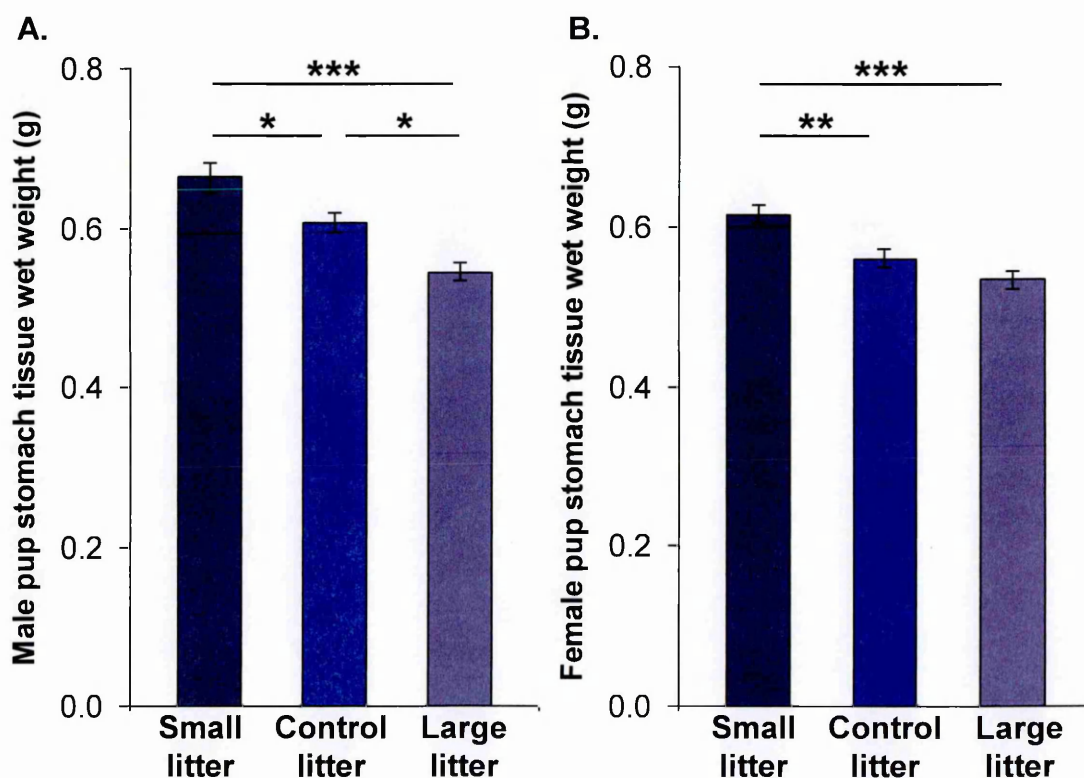 A.
Male pup stomach tissue wet weight (g)
0.8
0.6
0.4
0.2
0.0
***
*
*
Small
litter
Control
litter
Large
litter
B.
Female pup stomach tissue wet weight (g)
0.8
0.6
0.4
0.2
0.0
***
**
Small
litter
Control
litter
Large
litter